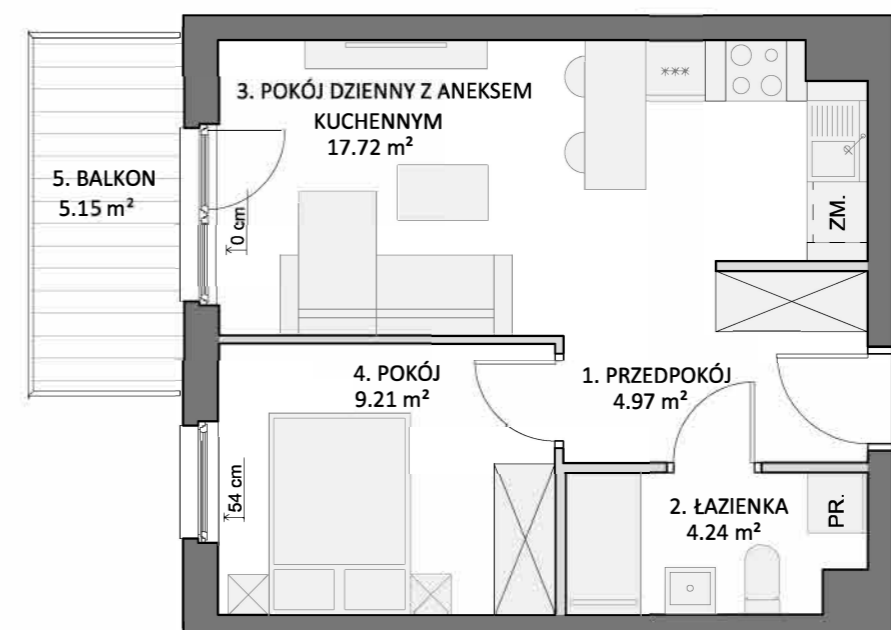 3. POKÓJ DZIENNY Z ANEKSEM
KUCHENNYM
17.72 m²
***
5. BALKON
5.15 m²
0 cm
ZM.
4. POKÓJ
9.21 m²
1. PRZEDPOKÓJ
4.97 m²
54 cm
2. ŁAZIENKA
4.24 m²
PR.